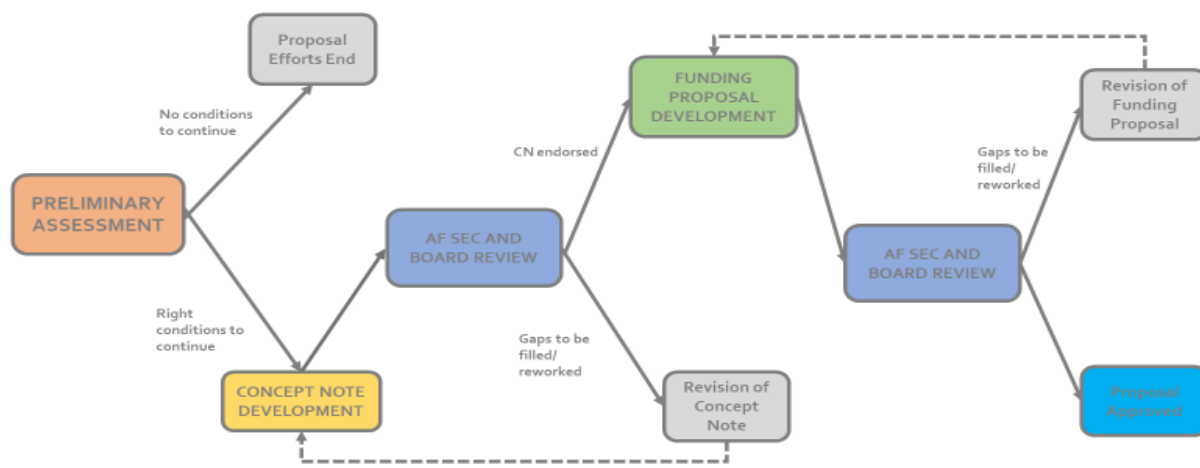 Proposal
Efforts End
No conditions
to continue
PRELIMINARY
ASSESSMENT
Right
conditions to
continue
CONCEPT NOTE
DEVELOPMENT
AF SEC AND
BOARD REVIEW
CN endorsed
Gaps to be
filled/
reworked
Revision of
Concept
Note
FUNDING
PROPOSAL
DEVELOPMENT
AF SEC AND
BOARD REVIEW
Gaps to be
filled/
reworked
Revision of
Funding
Proposal
Proposal
Approved